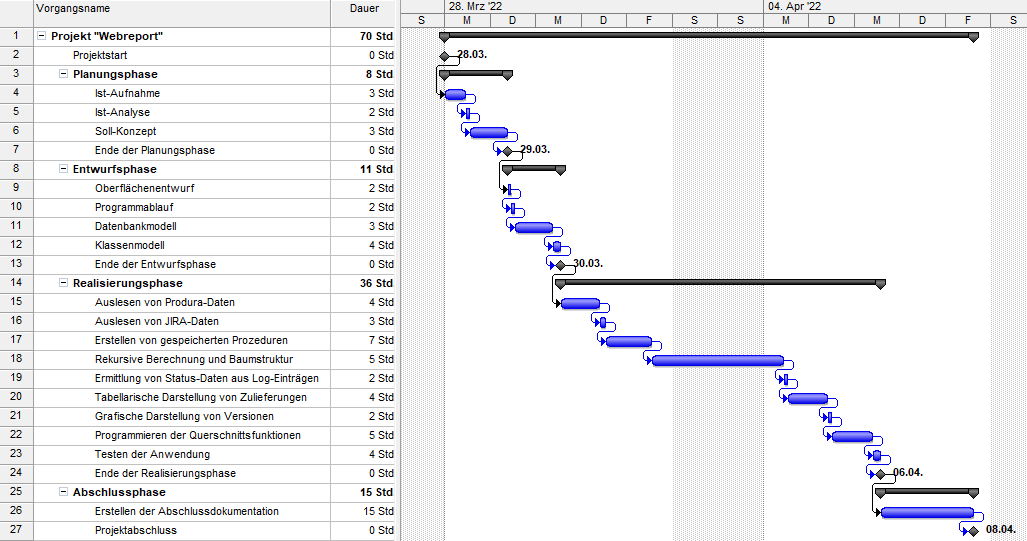 Vorgangsname Dauer 28. Mrz '22 04. Apr '22
S M D M D F S S M D M D F S
1 Projekt "Webreport" 70 Std
2 Projektstart 0 Std 28.03.
3 Planungsphase 8 Std
4 Ist-Aufnahme 3 Std
5 Ist-Analyse 2 Std
6 Soll-Konzept 3 Std
7 Ende der Planungsphase 0 Std 29.03.
8 Entwurfsphase 11 Std
9 Oberflächenentwurf 2 Std
10 Programmablauf 2 Std
11 Datenbankmodell 3 Std
12 Klassenmodell 4 Std
13 Ende der Entwurfsphase 0 Std 30.03.
14 Realisierungsphase 36 Std
15 Auslesen von Produra-Daten 4 Std
16 Auslesen von JIRA-Daten 3 Std
17 Erstellen von gespeicherten Prozeduren 7 Std
18 Rekursive Berechnung und Baumstruktur 5 Std
19 Ermittlung von Status-Daten aus Log-Einträgen 2 Std
20 Tabellarische Darstellung von Zulieferungen 4 Std
21 Grafische Darstellung von Versionen 2 Std
22 Programmieren der Querschnittsfunktionen 5 Std
23 Testen der Anwendung 4 Std
24 Ende der Realisierungsphase 0 Std 06.04.
25 Abschlussphase 15 Std
26 Erstellen der Abschlussdokumentation 15 Std
27 Projektabschluss 0 Std 08.04.